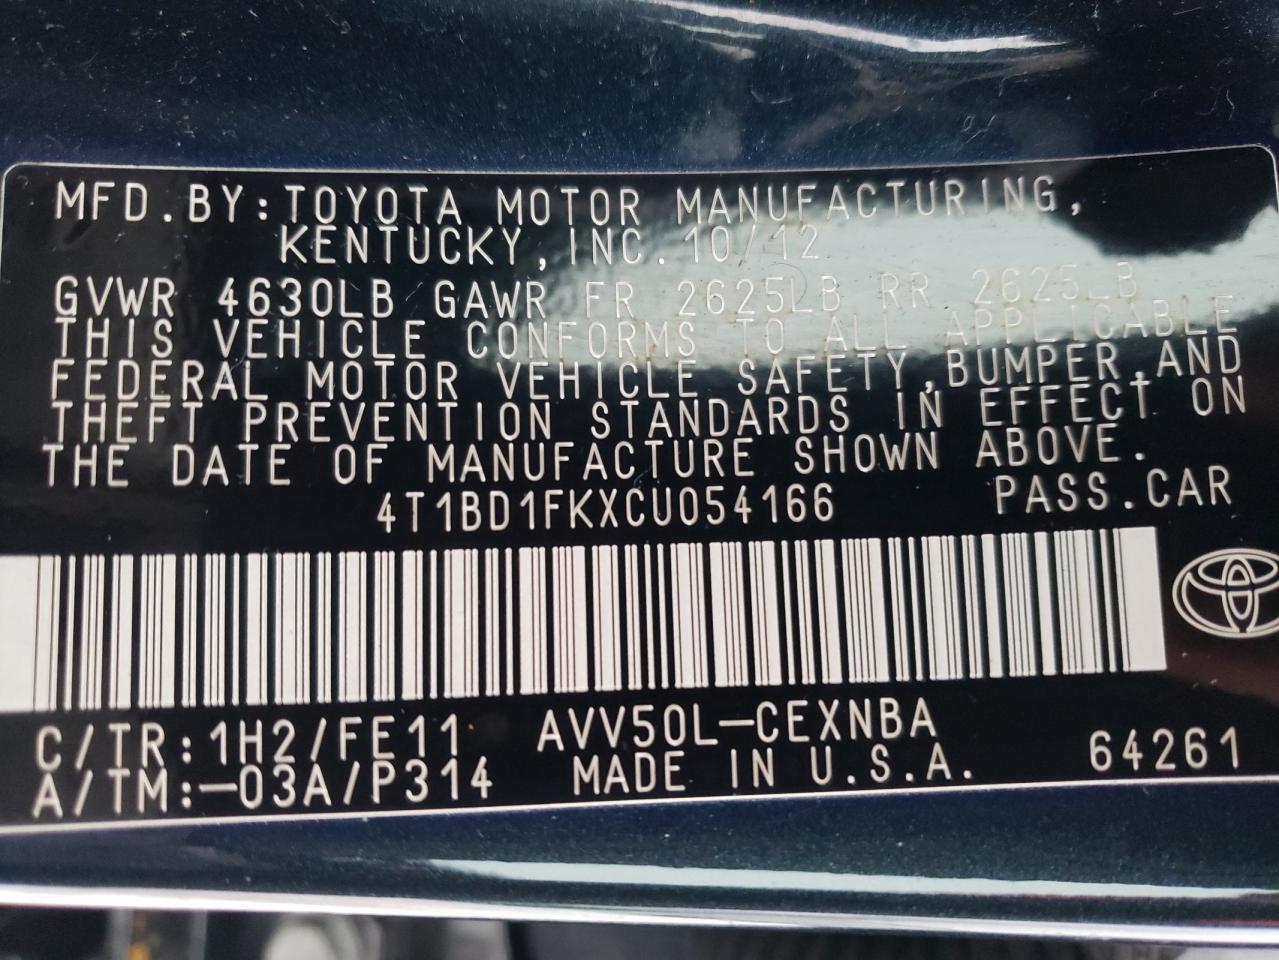 MFD.BY:TOYOTA MOTOR MANUFACTURING,
KENTUCKY,INC.10/12
GVWR 4630LB GAWR FR 2625LB RR 2625LB
THIS VEHICLE CONFORMS TO ALL APPLICABLE
FEDERAL MOTOR VEHICLE SAFETY,BUMPER,AND
THEFT PREVENTION STANDARDS IN EFFECT ON
THE DATE OF MANUFACTURE SHOWN ABOVE.
4T1BD1FKXCU054166 PASS.CAR
C/TR:1H2/FE11 AVV50L-CEXNBA
A/TM:-03A/P314 MADE IN U.S.A. 64261